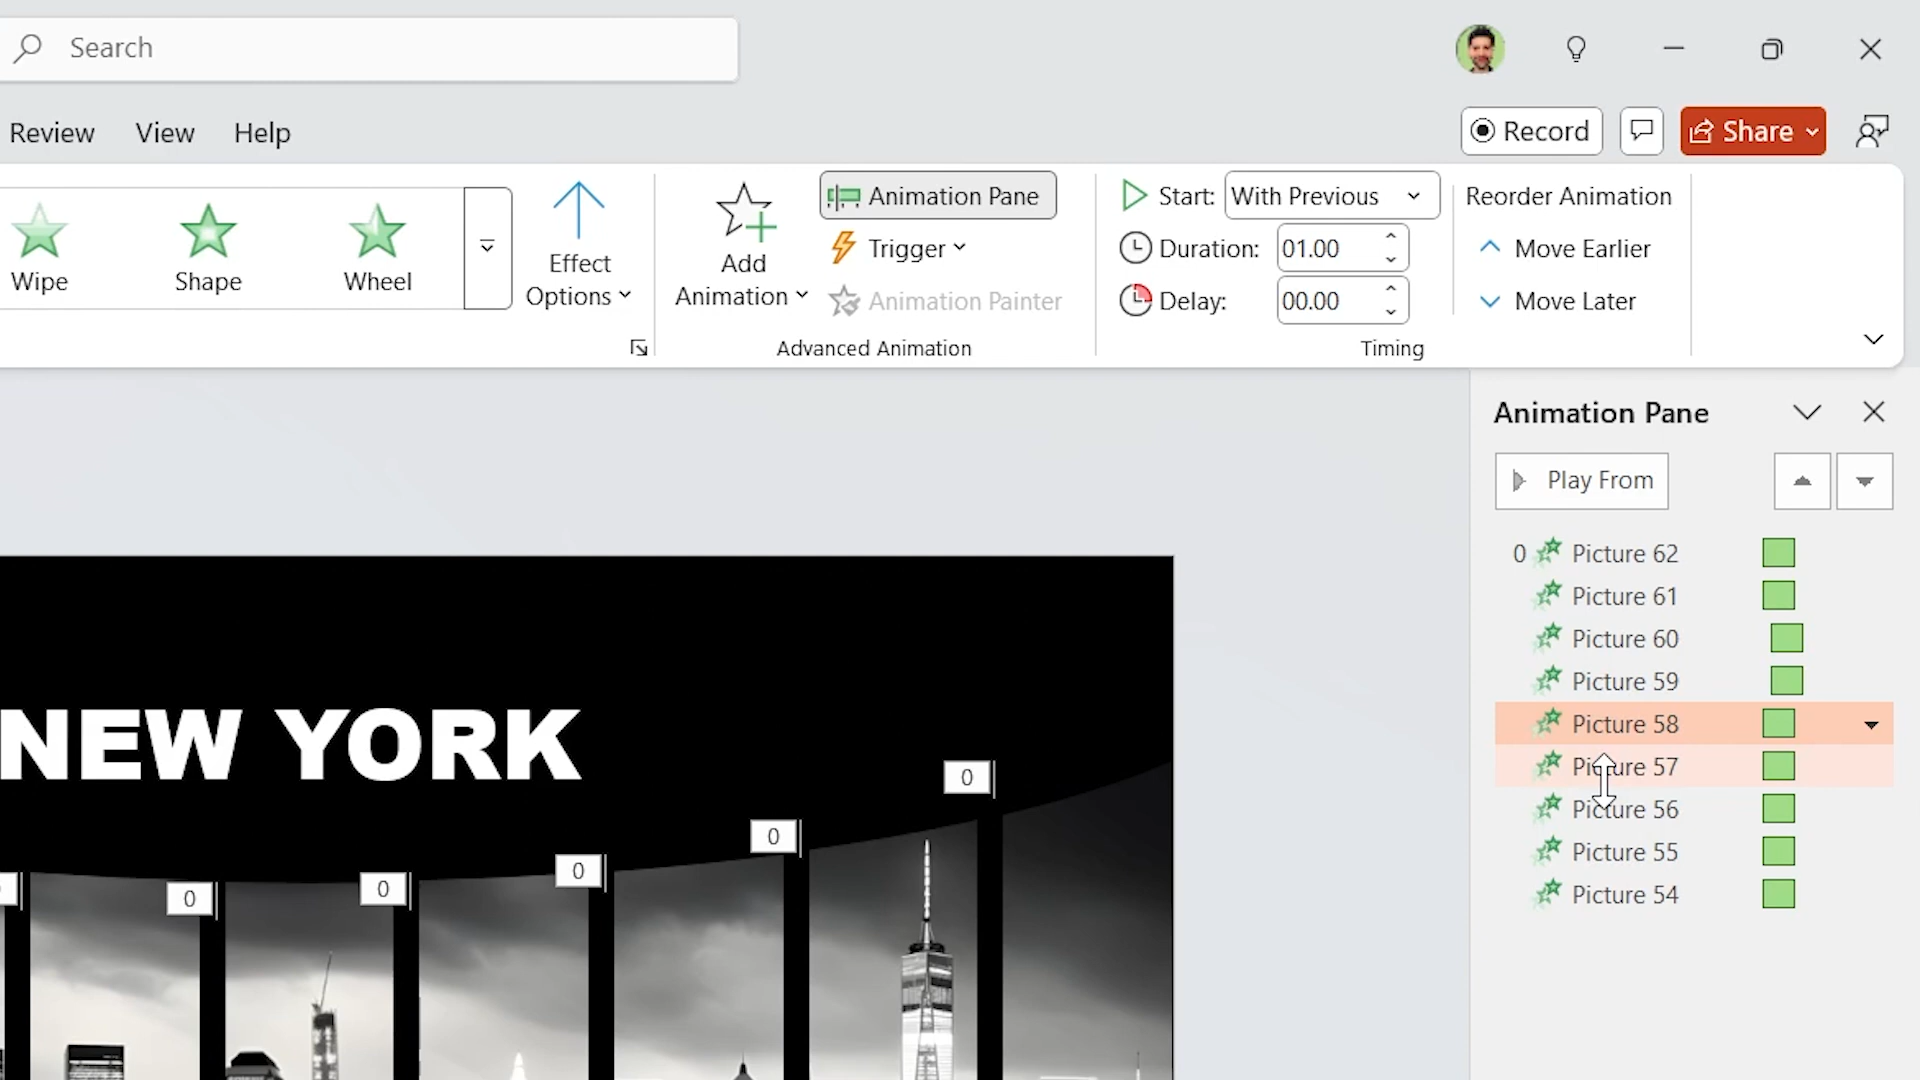 Search
Review View Help
Record Share
Wipe Shape Wheel
Effect Options
Add Animation
Animation Pane
Trigger
Animation Painter
Advanced Animation
Start: With Previous
Duration: 01.00
Delay: 00.00
Timing
Reorder Animation
Move Earlier
Move Later
Animation Pane
Play From
0 Picture 62
Picture 61
Picture 60
Picture 59
Picture 58
Picture 57
Picture 56
Picture 55
Picture 54
NEW YORK
0
0
0
0
0